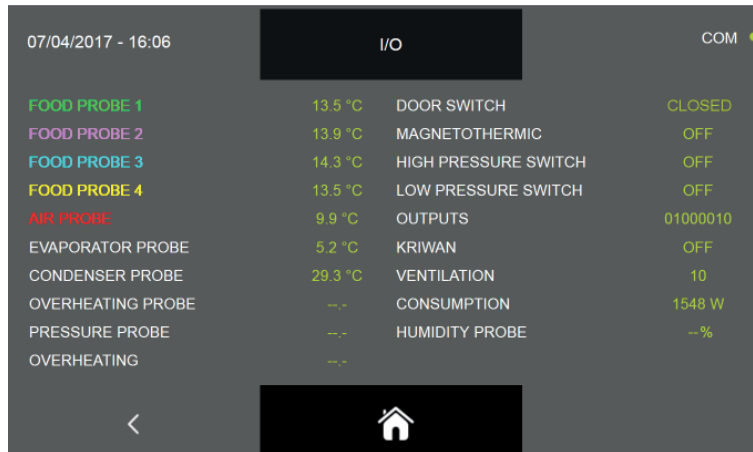 07/04/2017 - 16:06 I/O COM
FOOD PROBE 1 13.5 °C DOOR SWITCH CLOSED
FOOD PROBE 2 13.9 °C MAGNETOTHERMIC OFF
FOOD PROBE 3 14.3 °C HIGH PRESSURE SWITCH OFF
FOOD PROBE 4 13.5 °C LOW PRESSURE SWITCH OFF
AIR PROBE 9.9 °C OUTPUTS 01000010
EVAPORATOR PROBE 5.2 °C KRIWAN OFF
CONDENSER PROBE 29.3 °C VENTILATION 10
OVERHEATING PROBE --.- CONSUMPTION 1548 W
PRESSURE PROBE --.- HUMIDITY PROBE --%
OVERHEATING --.-